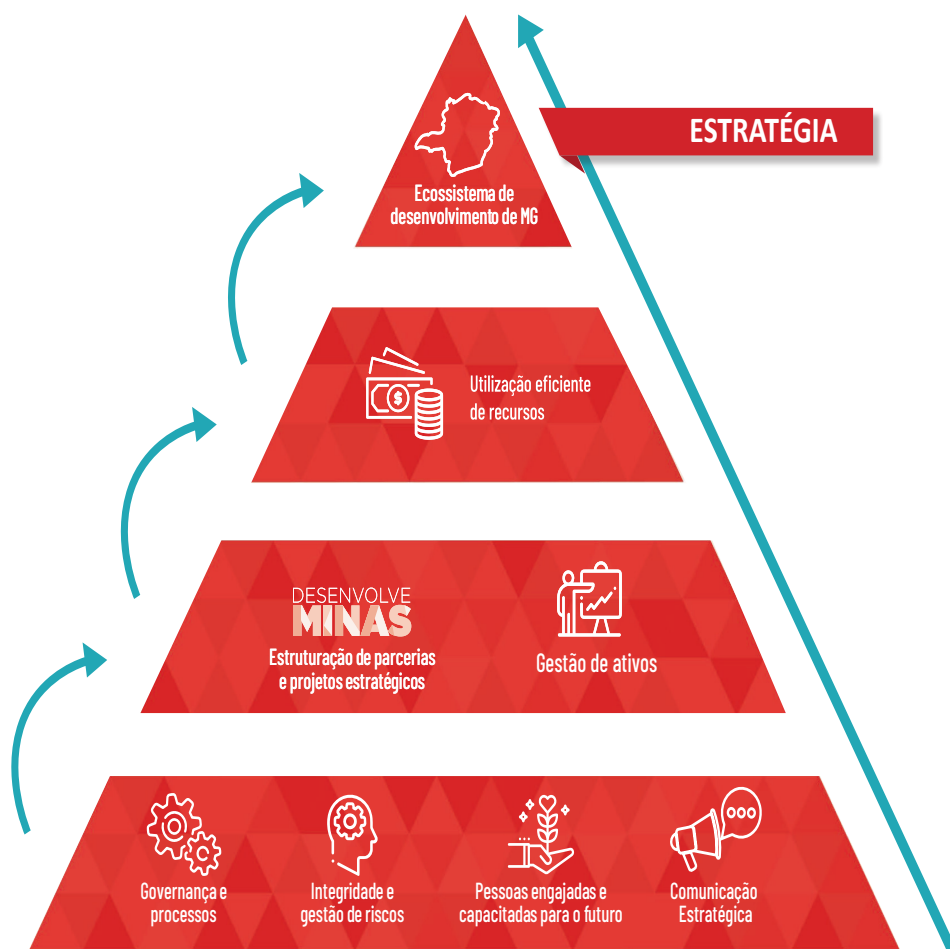 ESTRATÉGIA
Ecossistema de
desenvolvimento de MG
$
Utilização eficiente
de recursos
DESENVOLVE
MINAS
Estruturação de parcerias
e projetos estratégicos
Gestão de ativos
Governança e
processos
Integridade e
gestão de riscos
Pessoas engajadas e
capacitadas para o futuro
Comunicação
Estratégica